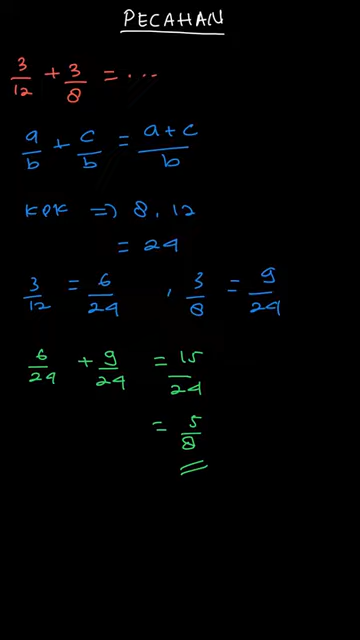 PECAHAN
3/12 + 3/8 = ...
a/b + c/b = a+c/b
KPK => 8, 12
= 24
3/12 = 6/24 , 3/8 = 9/24
6/24 + 9/24 = 15/24
= 5/8